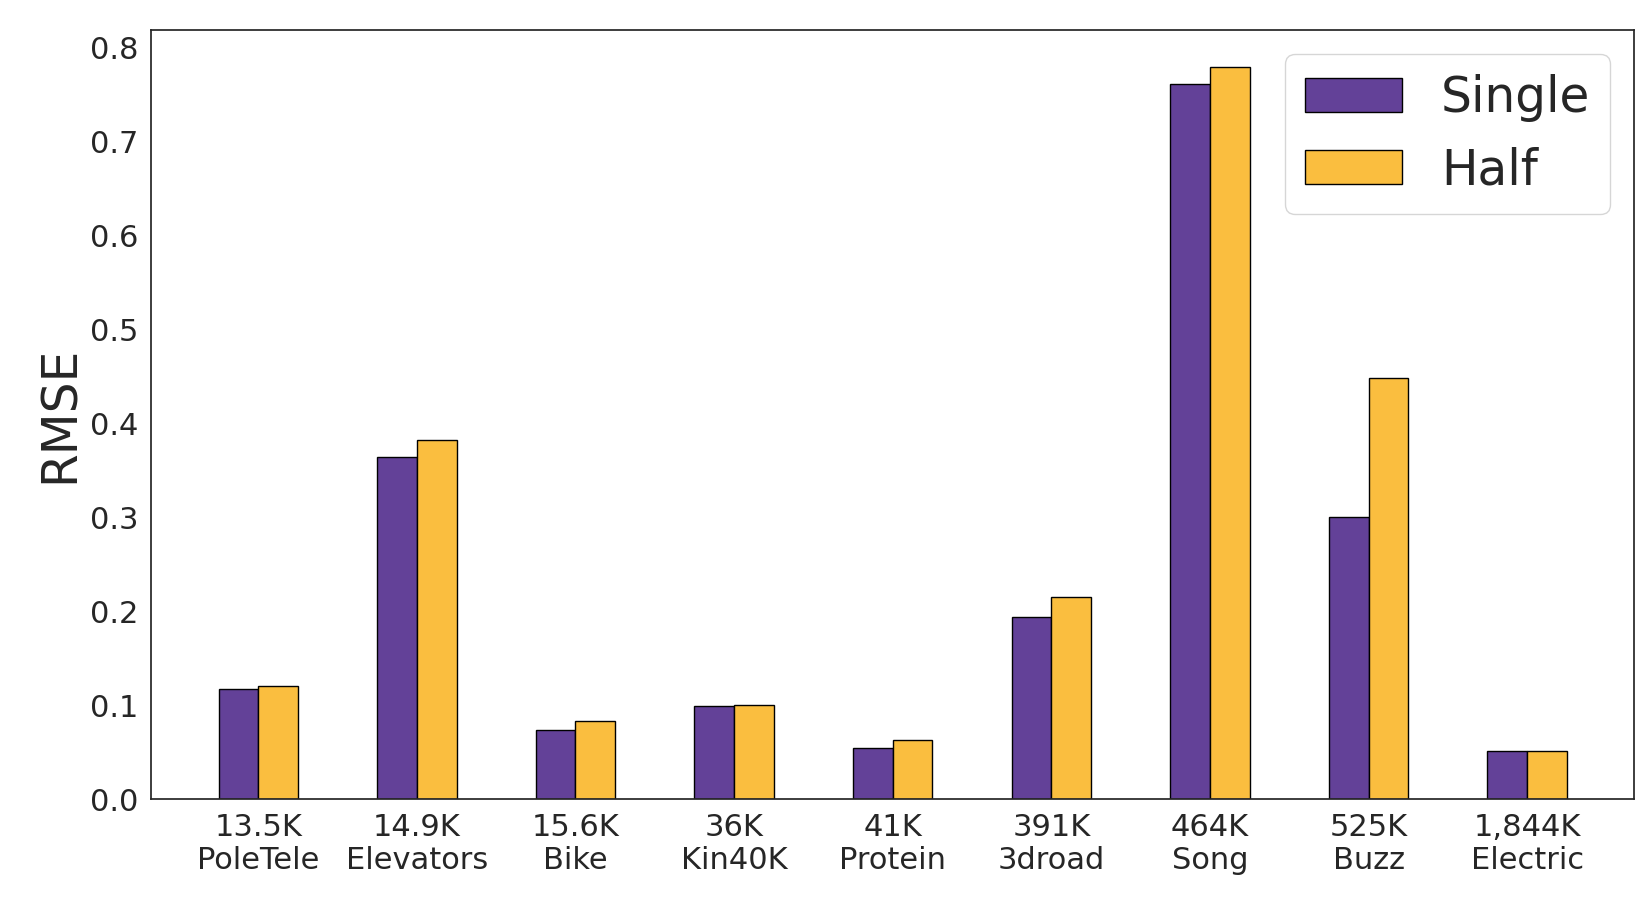 0.8
0.7
0.6
0.5
0.4
0.3
0.2
0.1
0.0
RMSE
Single
Half
13.5K
PoleTele
14.9K
Elevators
15.6K
Bike
36K
Kin40K
41K
Protein
391K
3droad
464K
Song
525K
Buzz
1,844K
Electric